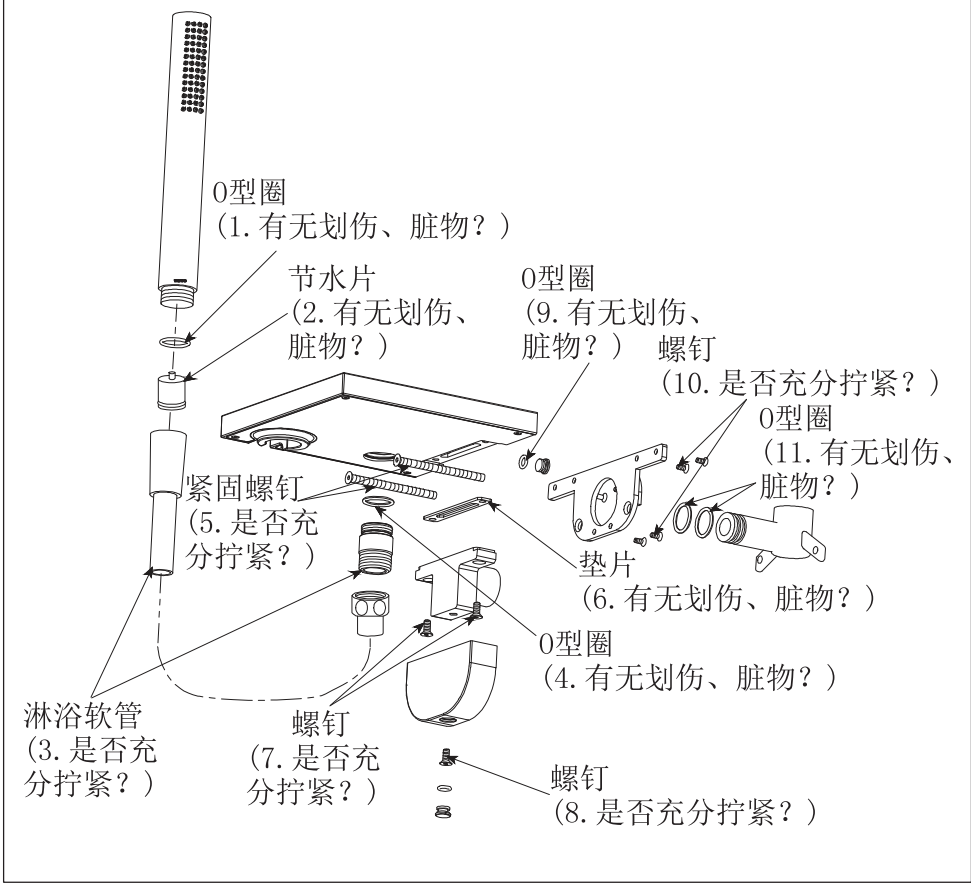 O型圈
(1.有无划伤、脏物？)
节水片
(2.有无划伤、
脏物？)
O型圈
(9.有无划伤、
脏物？)
螺钉
(10.是否充分拧紧？)
O型圈
(11.有无划伤、
脏物？)
紧固螺钉
(5.是否充
分拧紧？)
垫片
(6.有无划伤、脏物？)
O型圈
(4.有无划伤、脏物？)
淋浴软管
(3.是否充
分拧紧？)
螺钉
(7.是否充
分拧紧？)
螺钉
(8.是否充分拧紧？)